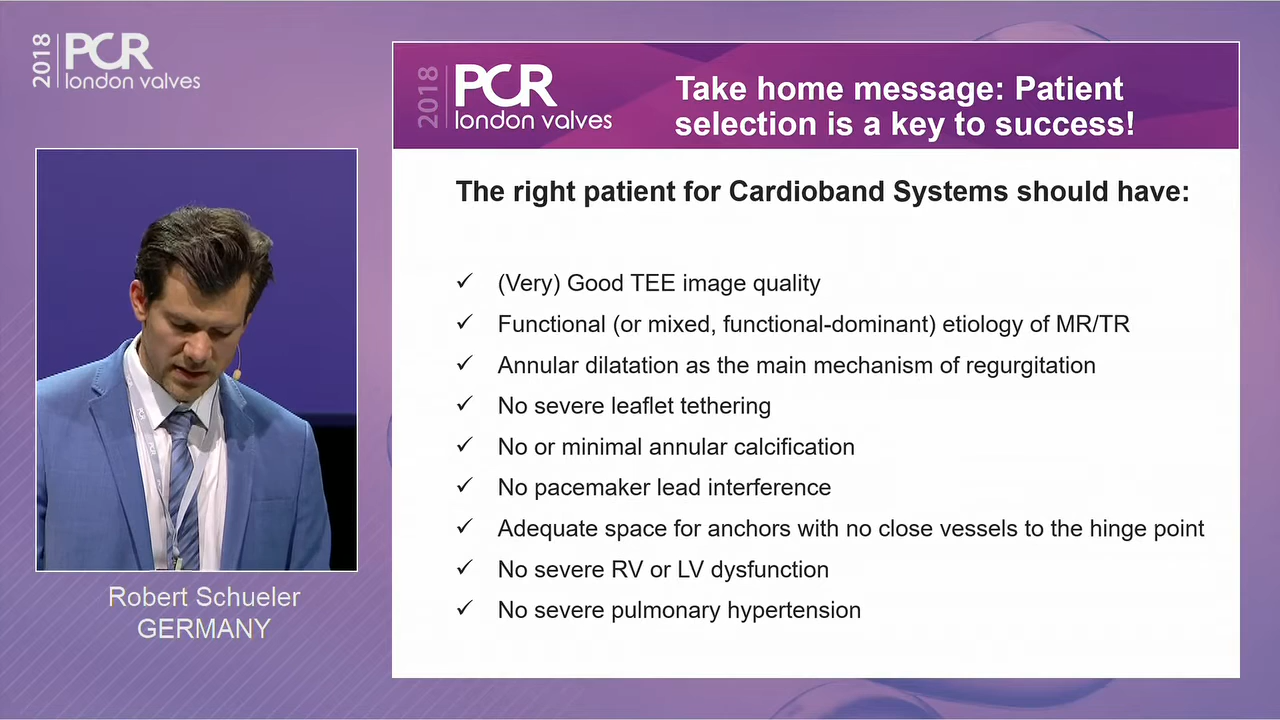 2018 PCR
london valves
2018 PCR
london valves
Take home message: Patient
selection is a key to success!
The right patient for Cardioband Systems should have:
✓ (Very) Good TEE image quality
✓ Functional (or mixed, functional-dominant) etiology of MR/TR
✓ Annular dilatation as the main mechanism of regurgitation
✓ No severe leaflet tethering
✓ No or minimal annular calcification
✓ No pacemaker lead interference
✓ Adequate space for anchors with no close vessels to the hinge point
✓ No severe RV or LV dysfunction
✓ No severe pulmonary hypertension
PCR
Robert Schueler
GERMANY